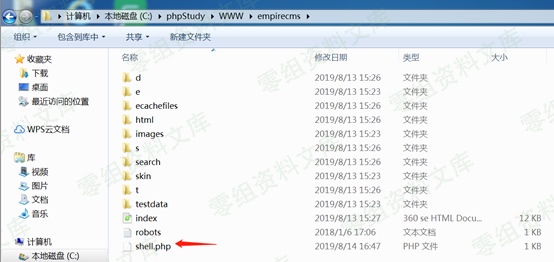 计算机 ▸ 本地磁盘 (C:) ▸ phpStudy ▸ WWW ▸ empirecms ▸
组织 包含到库中 共享 新建文件夹
收藏夹
下载
桌面
最近访问的位置
WPS云文档
库
视频
图片
文档
音乐
计算机
本地磁盘 (C:)
名称 修改日期 类型 大小
d 2019/8/13 15:26 文件夹
e 2019/8/13 15:23 文件夹
ecachefiles 2019/8/13 15:26 文件夹
html 2019/8/13 15:26 文件夹
images 2019/8/13 15:23 文件夹
s 2019/8/13 15:26 文件夹
search 2019/8/13 15:26 文件夹
skin 2019/8/13 15:23 文件夹
t 2019/8/13 15:26 文件夹
testdata 2019/8/13 15:23 文件夹
index 2019/8/13 15:27 360 se HTML Docu... 12 KB
robots 2018/1/6 17:06 文本文档 1 KB
shell.php 2019/8/14 16:47 PHP 文件 1 KB
零组资料文库